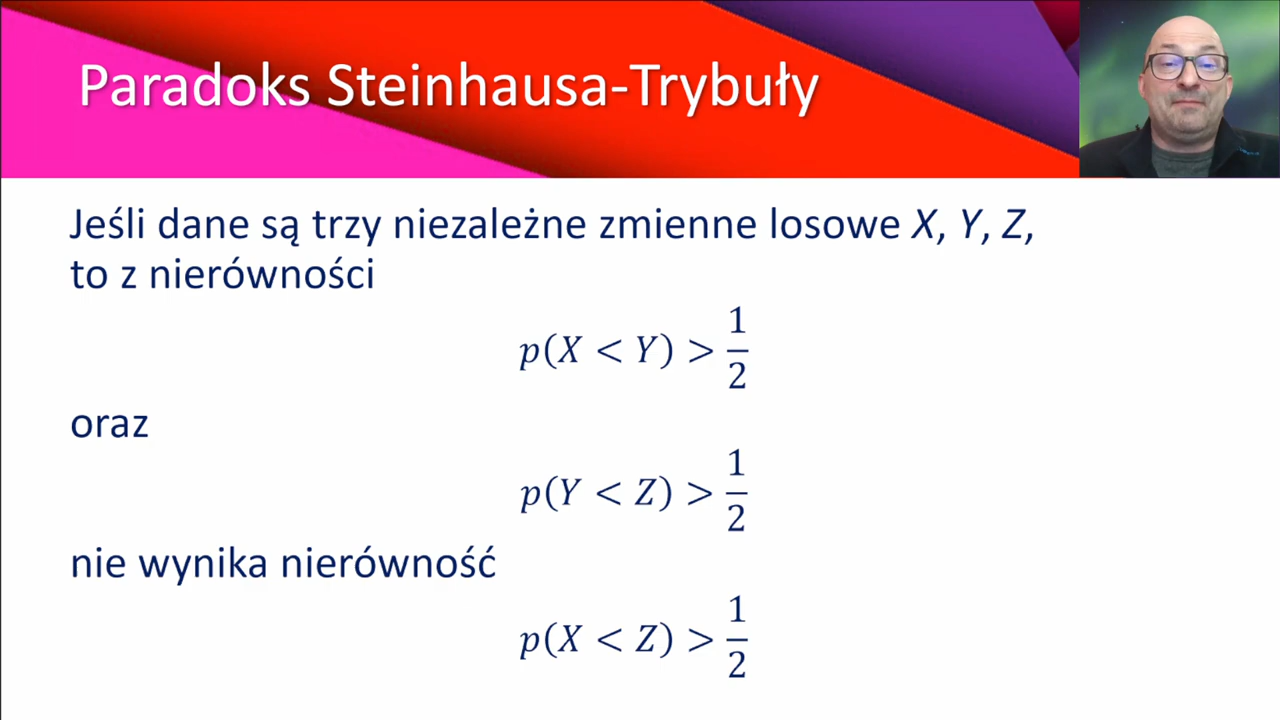 Paradoks Steinhausa-Trybuły
Jeśli dane są trzy niezależne zmienne losowe X, Y, Z,
to z nierówności
p(X < Y) > 1/2
oraz
p(Y < Z) > 1/2
nie wynika nierówność
p(X < Z) > 1/2